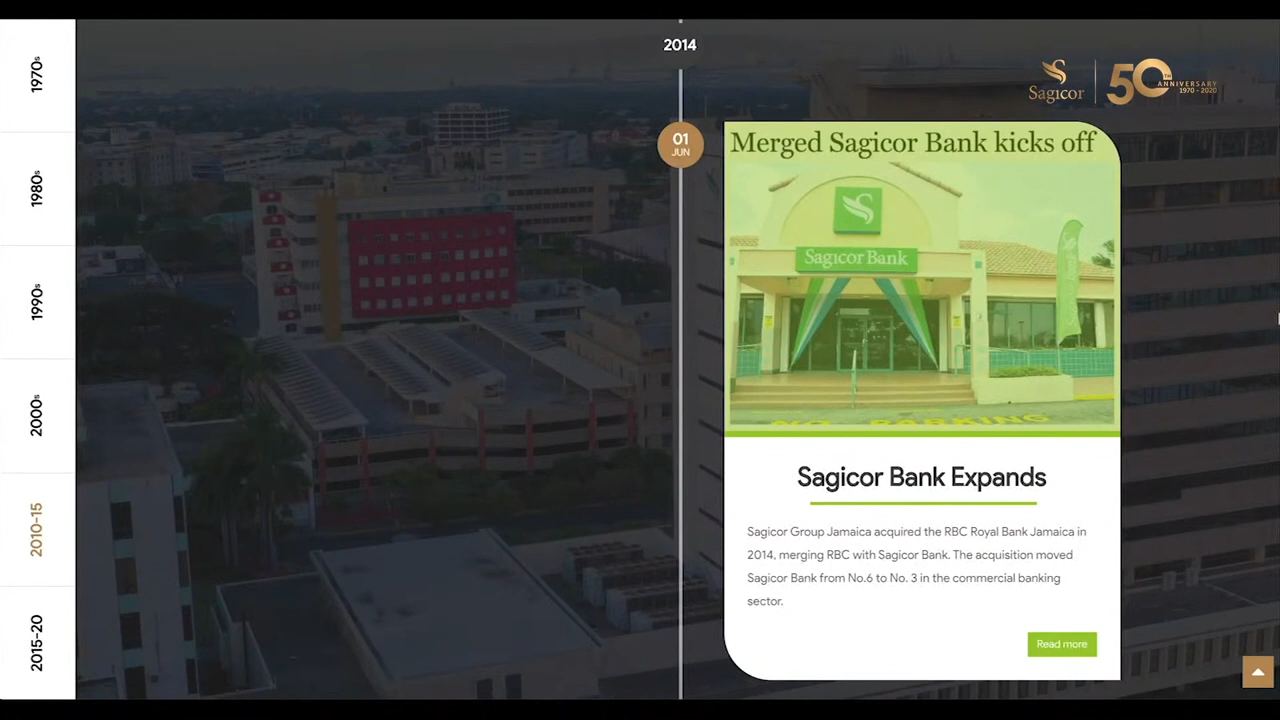 1970s
1980s
1990s
2000s
2010-15
2015-20
2014
01
JUN
Sagicor
50TH
ANNIVERSARY
1970 - 2020
Merged Sagicor Bank kicks off
Sagicor Bank
NO PARKING
Sagicor Bank Expands
Sagicor Group Jamaica acquired the RBC Royal Bank Jamaica in
2014, merging RBC with Sagicor Bank. The acquisition moved
Sagicor Bank from No.6 to No. 3 in the commercial banking
sector.
Read more